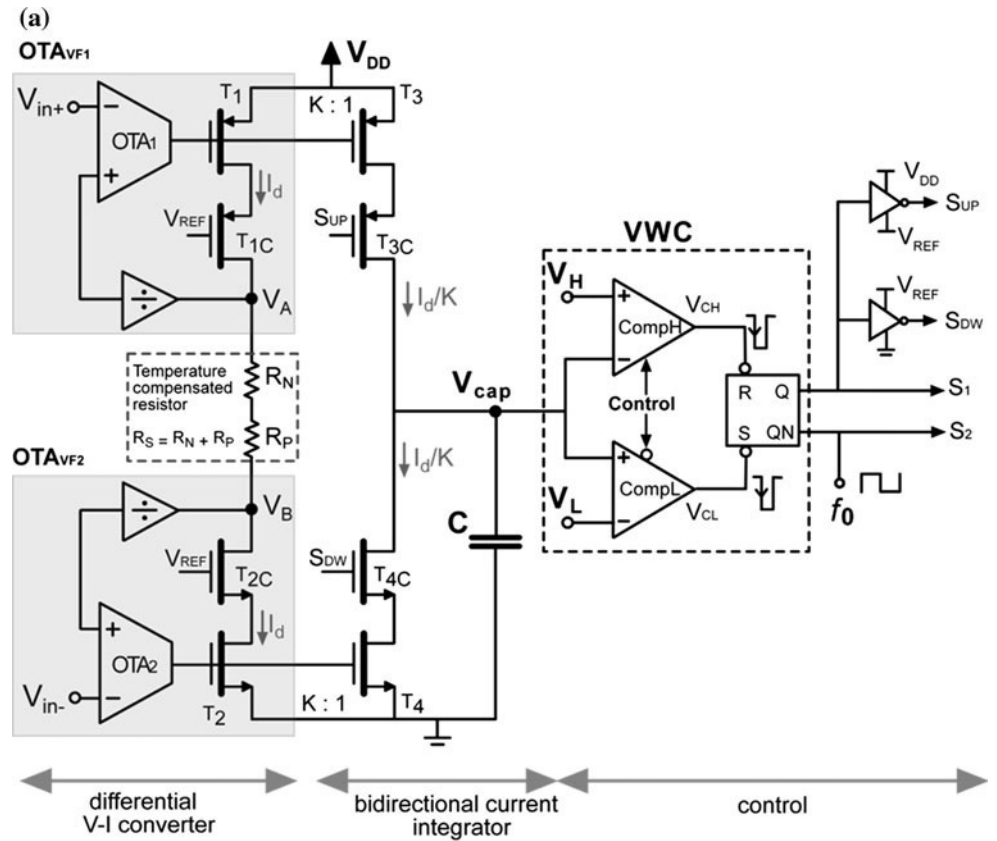 (a)
OTAVF1
Vin+
OTA1
−
+
÷
T1
K : 1
VDD
T3
Id
VREF
T1C
SUP
T3C
VA
Id/K
Temperature
compensated
resistor
RS = RN + RP
RN
RP
OTAVF2
÷
VB
VREF
T2C
Id
+
OTA2
−
Vin-
T2
K : 1
T4
Id/K
SDW
T4C
Vcap
C
VWC
VH
+
CompH
−
VCH
Control
+
CompL
−
VL
VCL
R Q
S QN
VDD
SUP
VREF
VREF
SDW
S1
S2
f0
differential
V-I converter
bidirectional current
integrator
control